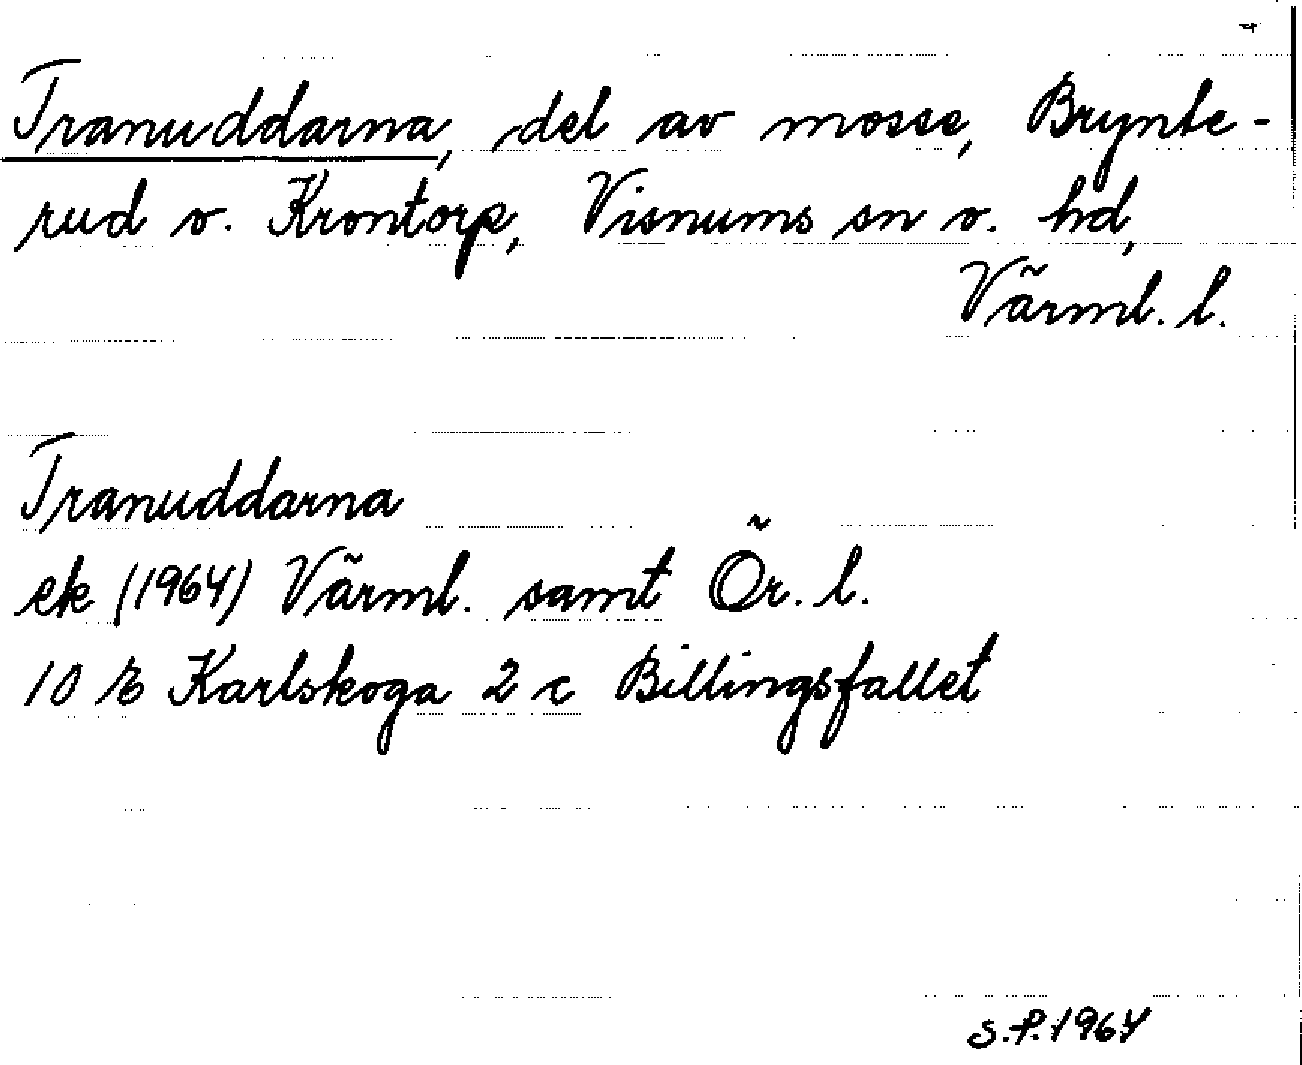 Tranuddarna, del av mosse, Brynte-
rud o. Krontorp, Visnums sn o. hd,
Värml. l.
Tranuddarna
ek (1964) Värml. samt Ör. l.
10 E Karlskoga 2 c Billingsfallet
S.P. 1964